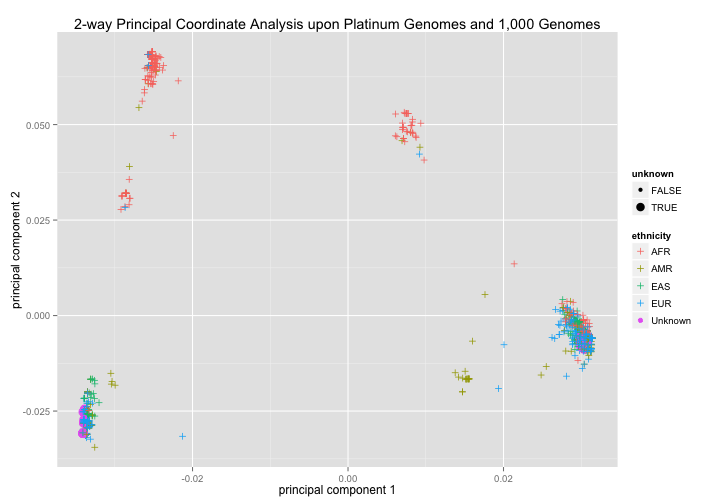 2-way Principal Coordinate Analysis upon Platinum Genomes and 1,000 Genomes
principal component 2
0.050
0.025
0.000
-0.025
-0.02
0.00
0.02
principal component 1
unknown
FALSE
TRUE
ethnicity
AFR
AMR
EAS
EUR
Unknown